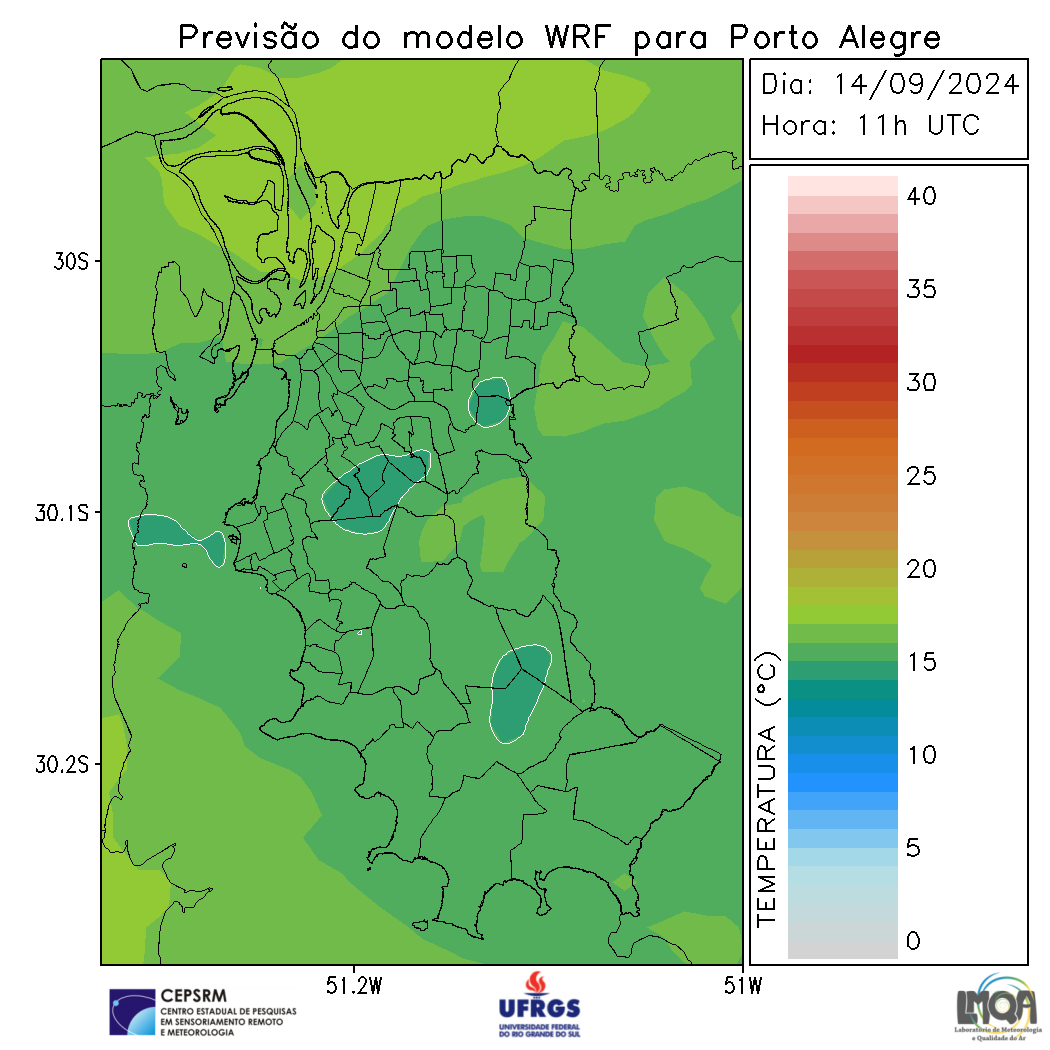 Previsão do modelo WRF para Porto Alegre
Dia: 14/09/2024
Hora: 11h UTC
40
35
30
25
20
15
10
5
0
TEMPERATURA (°C)
30S
30.1S
30.2S
51.2W
51W
CEPSRM
CENTRO ESTADUAL DE PESQUISAS
EM SENSORIAMENTO REMOTO
E METEOROLOGIA
UFRGS
UNIVERSIDADE FEDERAL
DO RIO GRANDE DO SUL
LMQA
Laboratório de Meteorologia
e Qualidade do Ar